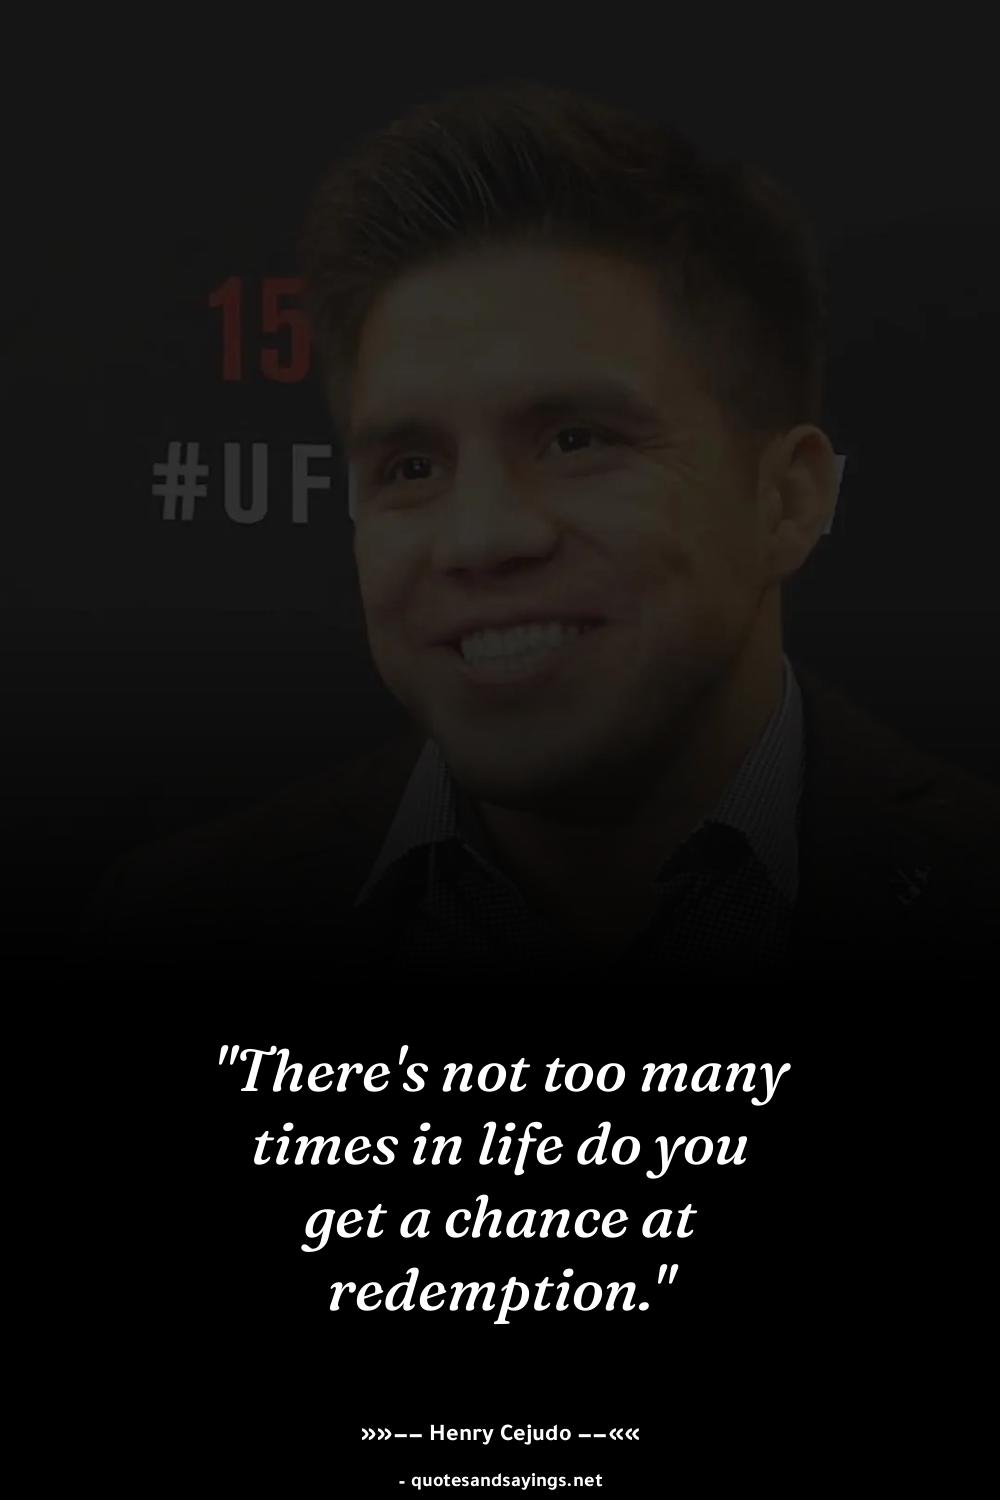 15
#UF
"There's not too many
times in life do you
get a chance at
redemption."
»»−− Henry Cejudo −−««
- quotesandsayings.net